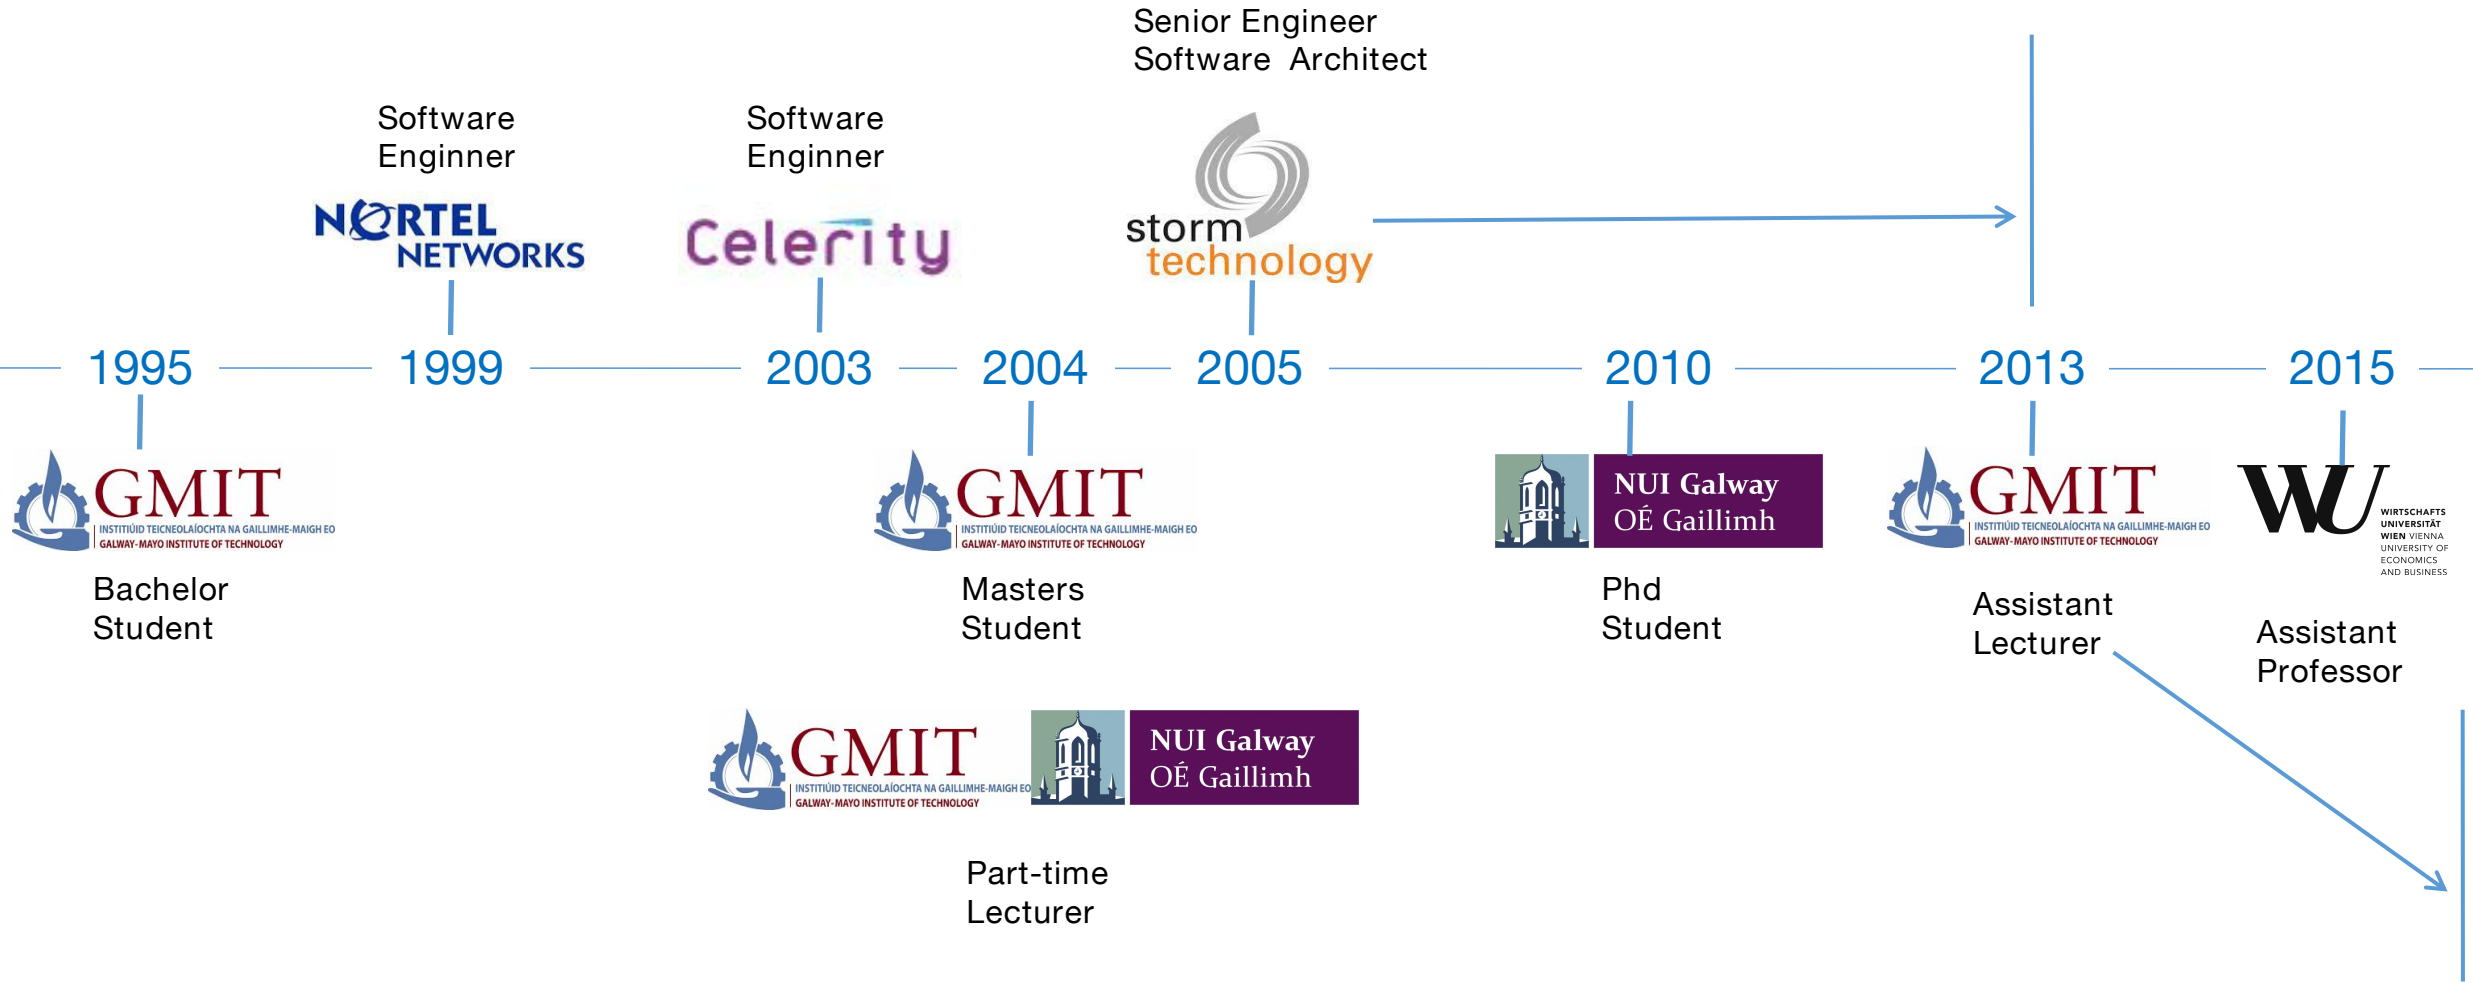 Senior Engineer
Software Architect
Software
Enginner
Software
Enginner
NORTEL
NETWORKS
Celerity
storm
technology
1995
1999
2003
2004
2005
2010
2013
2015
GMIT
INSTITIÚID TEICNEOLAÍOCHTA NA GAILLIMHE-MAIGH EO
GALWAY-MAYO INSTITUTE OF TECHNOLOGY
Bachelor
Student
GMIT
INSTITIÚID TEICNEOLAÍOCHTA NA GAILLIMHE-MAIGH EO
GALWAY-MAYO INSTITUTE OF TECHNOLOGY
Masters
Student
NUI Galway
OÉ Gaillimh
Phd
Student
GMIT
INSTITIÚID TEICNEOLAÍOCHTA NA GAILLIMHE-MAIGH EO
GALWAY-MAYO INSTITUTE OF TECHNOLOGY
Assistant
Lecturer
WU
WIRTSCHAFTS
UNIVERSITÄT
WIEN VIENNA
UNIVERSITY OF
ECONOMICS
AND BUSINESS
Assistant
Professor
GMIT
INSTITIÚID TEICNEOLAÍOCHTA NA GAILLIMHE-MAIGH EO
GALWAY-MAYO INSTITUTE OF TECHNOLOGY
NUI Galway
OÉ Gaillimh
Part-time
Lecturer